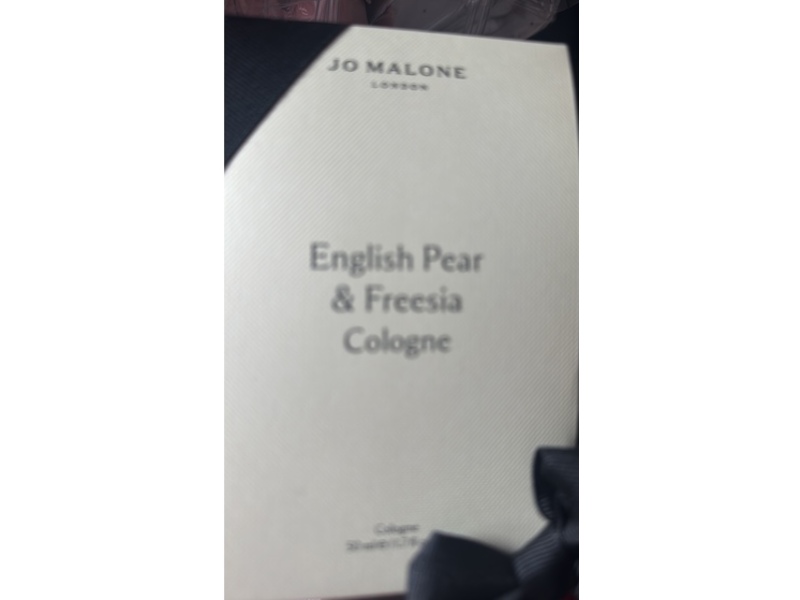 JO MALONE
LONDON
English Pear
& Freesia
Cologne
Cologne